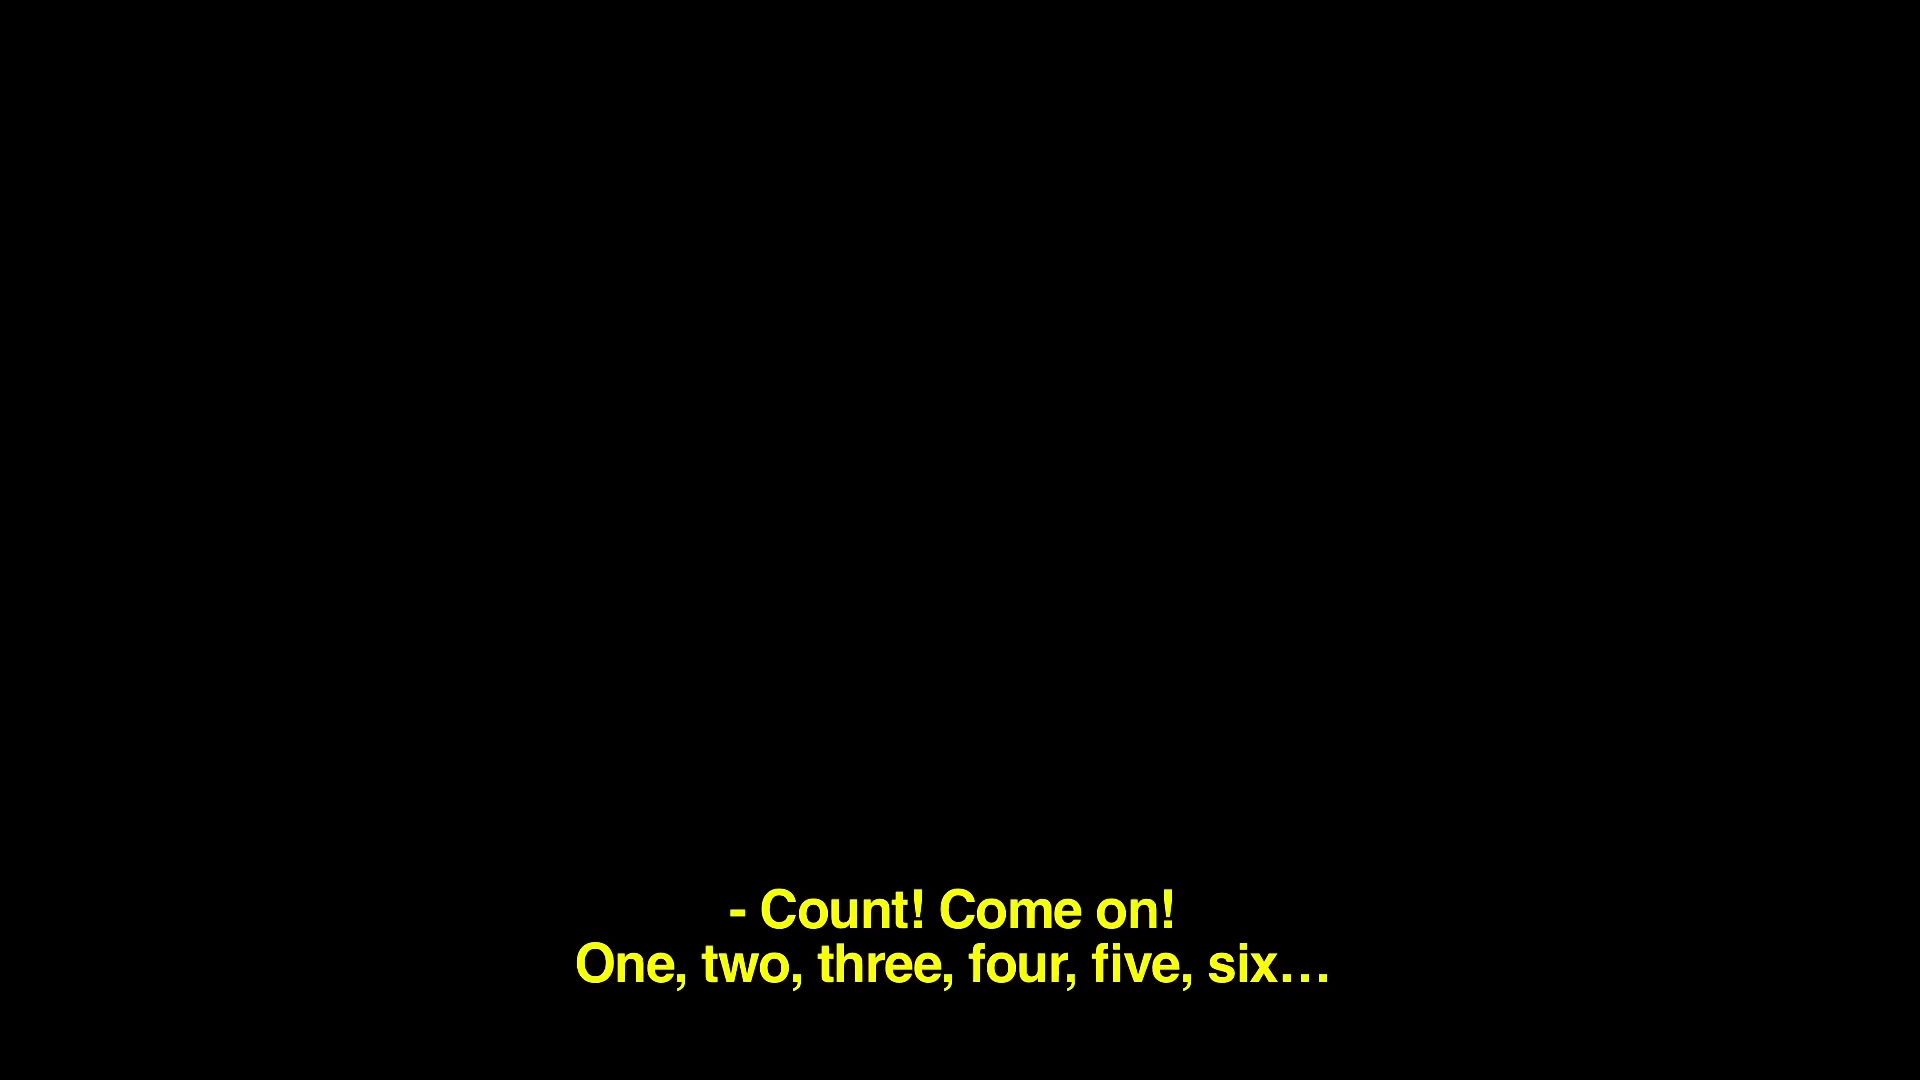 - Count! Come on!
One, two, three, four, five, six…